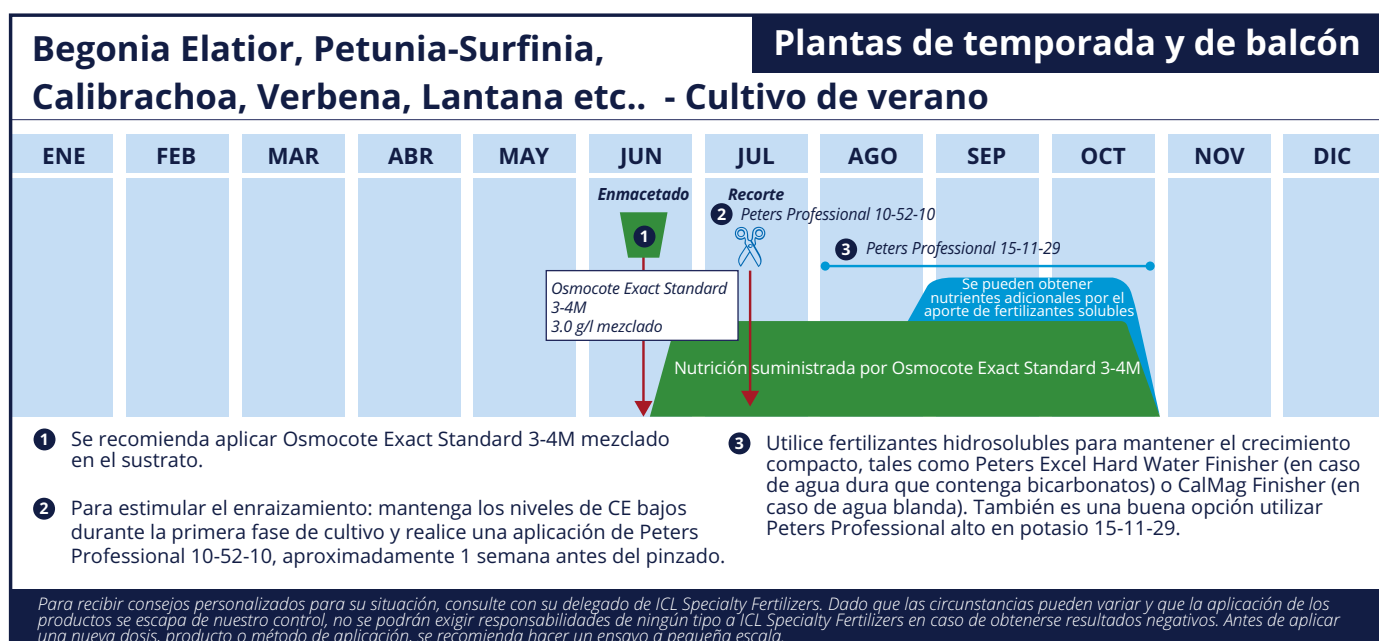 Plantas de temporada y de balcón
Begonia Elatior, Petunia-Surfinia,
Calibrachoa, Verbena, Lantana etc.. - Cultivo de verano
ENE FEB MAR ABR MAY JUN JUL AGO SEP OCT NOV DIC
Enmacetado
Recorte
2 Peters Professional 10-52-10
1
3 Peters Professional 15-11-29
Osmocote Exact Standard
3-4M
3.0 g/l mezclado
Se pueden obtener
nutrientes adicionales por el
aporte de fertilizantes solubles
Nutrición suministrada por Osmocote Exact Standard 3-4M
1 Se recomienda aplicar Osmocote Exact Standard 3-4M mezclado
en el sustrato.
2 Para estimular el enraizamiento: mantenga los niveles de CE bajos
durante la primera fase de cultivo y realice una aplicación de Peters
Professional 10-52-10, aproximadamente 1 semana antes del pinzado.
3 Utilice fertilizantes hidrosolubles para mantener el crecimiento
compacto, tales como Peters Excel Hard Water Finisher (en caso
de agua dura que contenga bicarbonatos) o CalMag Finisher (en
caso de agua blanda). También es una buena opción utilizar
Peters Professional alto en potasio 15-11-29.
Para recibir consejos personalizados para su situación, consulte con su delegado de ICL Specialty Fertilizers. Dado que las circunstancias pueden variar y que la aplicación de los
productos se escapa de nuestro control, no se podrán exigir responsabilidades de ningún tipo a ICL Specialty Fertilizers en caso de obtenerse resultados negativos. Antes de aplicar
una nueva dosis, producto o método de aplicación, se recomienda hacer un ensayo a pequeña escala.